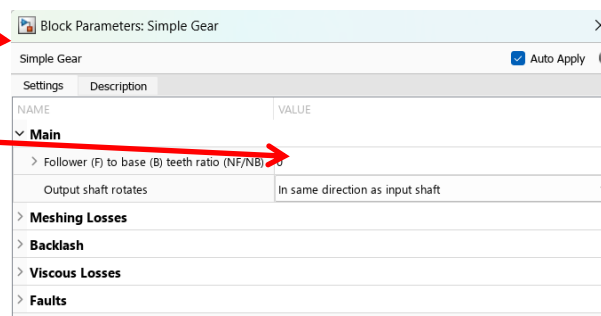 Block Parameters: Simple Gear
Simple Gear Auto Apply
Settings Description
NAME VALUE
Main
Follower (F) to base (B) teeth ratio (NF/NB)
Output shaft rotates In same direction as input shaft
Meshing Losses
Backlash
Viscous Losses
Faults